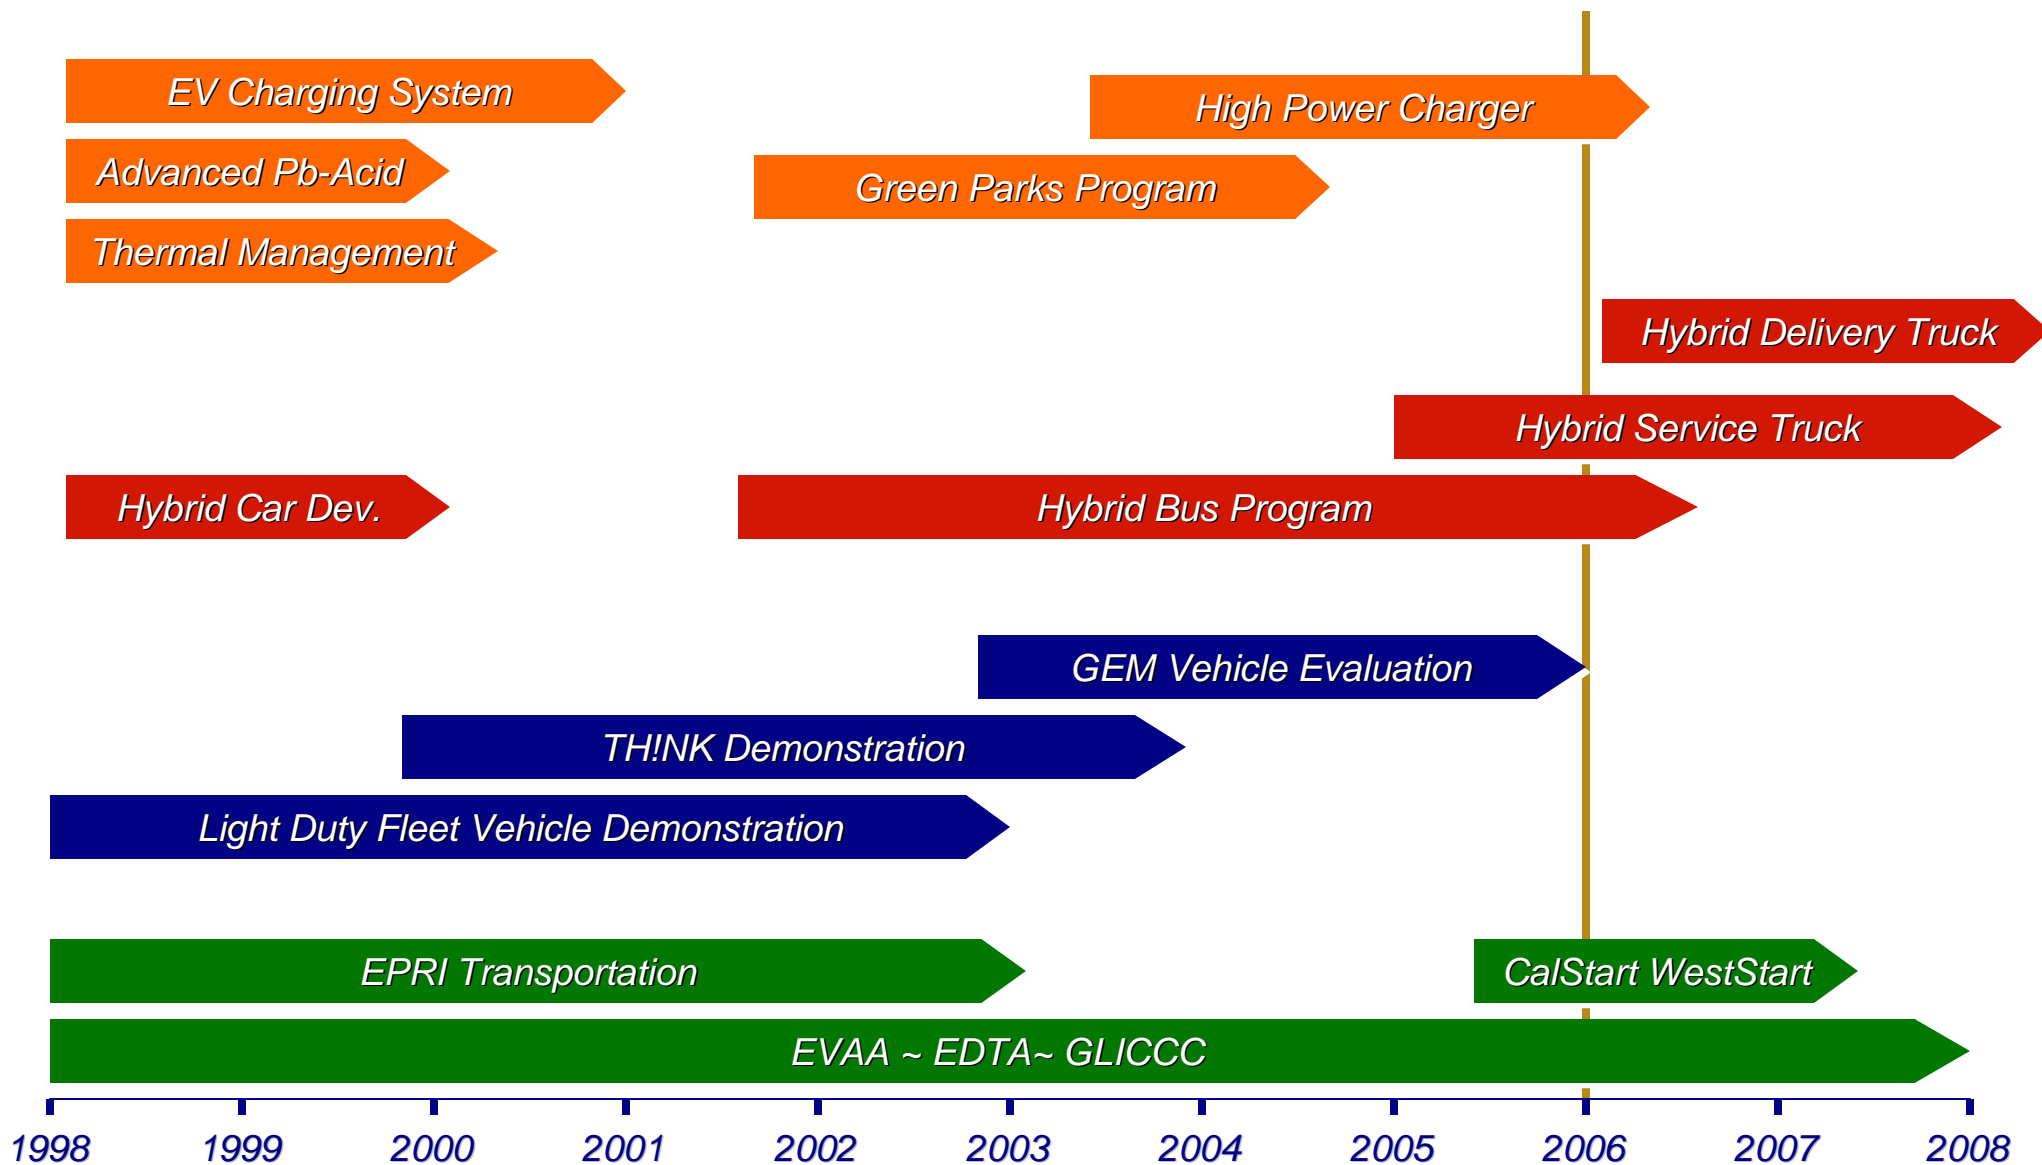 EV Charging System
High Power Charger
Advanced Pb-Acid
Green Parks Program
Thermal Management
Hybrid Delivery Truck
Hybrid Service Truck
Hybrid Car Dev.
Hybrid Bus Program
GEM Vehicle Evaluation
TH!NK Demonstration
Light Duty Fleet Vehicle Demonstration
EPRI Transportation
CalStart WestStart
EVAA ~ EDTA~ GLICCC
1998 1999 2000 2001 2002 2003 2004 2005 2006 2007 2008